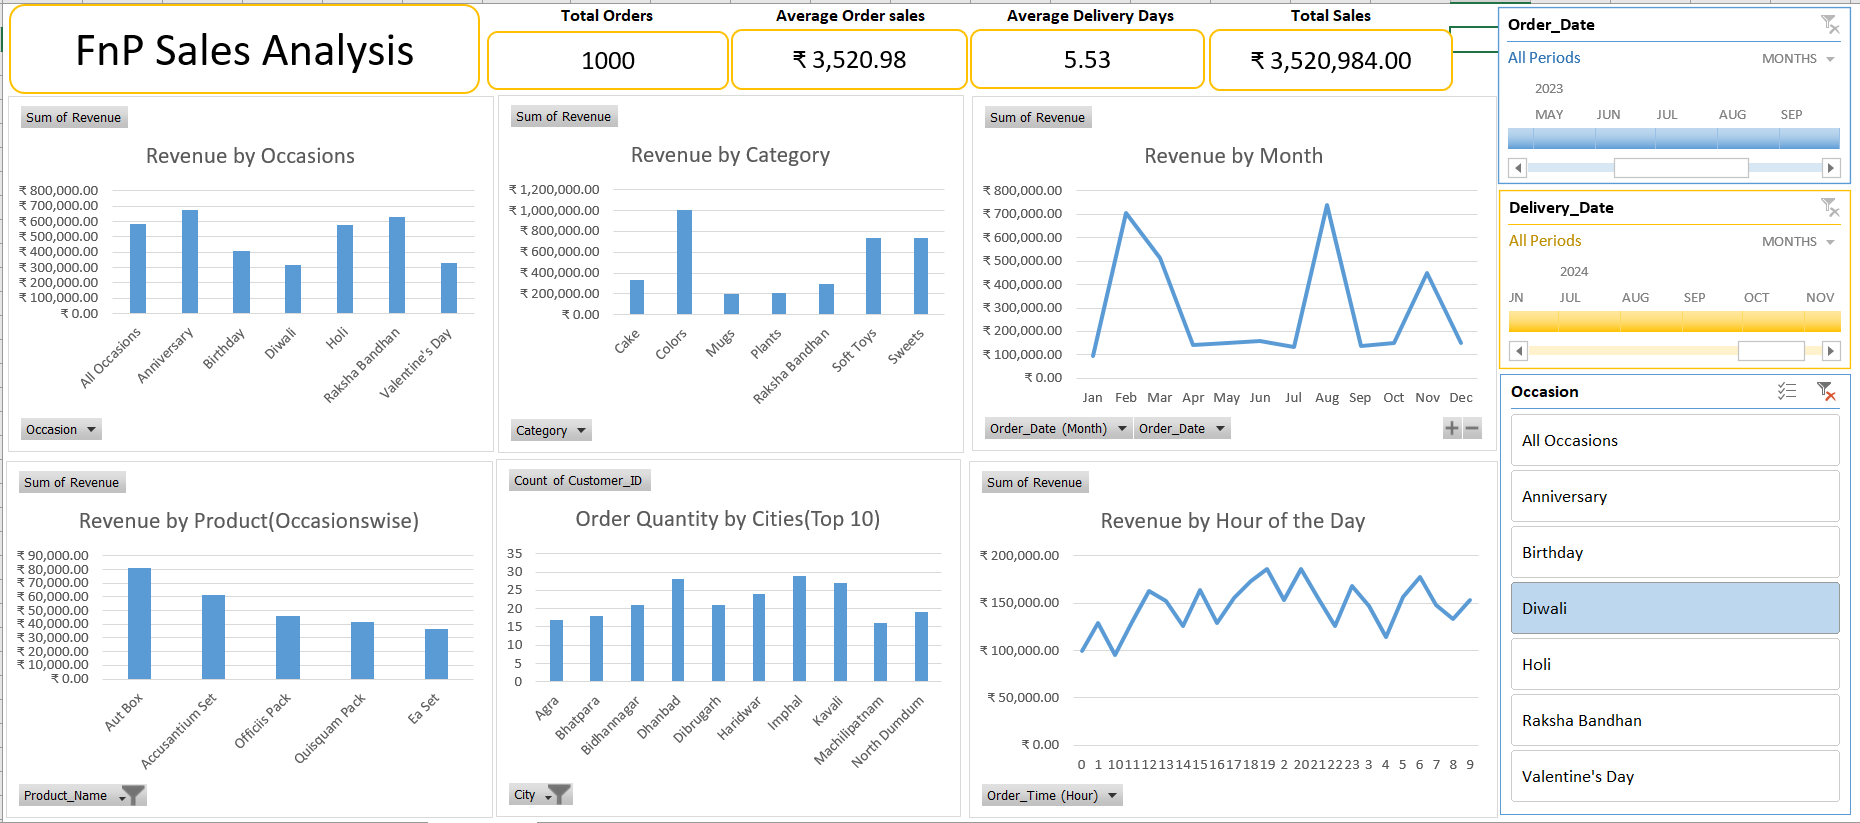 FnP Sales Analysis
Total Orders
1000
Average Order sales
₹ 3,520.98
Average Delivery Days
5.53
Total Sales
₹ 3,520,984.00
Sum of Revenue
Revenue by Occasions
₹ 800,000.00
₹ 700,000.00
₹ 600,000.00
₹ 500,000.00
₹ 400,000.00
₹ 300,000.00
₹ 200,000.00
₹ 100,000.00
₹ 0.00
All Occasions
Anniversary
Birthday
Diwali
Holi
Raksha Bandhan
Valentine's Day
Occasion
Sum of Revenue
Revenue by Category
₹ 1,200,000.00
₹ 1,000,000.00
₹ 800,000.00
₹ 600,000.00
₹ 400,000.00
₹ 200,000.00
₹ 0.00
Cake
Colors
Mugs
Plants
Raksha Bandhan
Soft Toys
Sweets
Category
Sum of Revenue
Revenue by Month
₹ 800,000.00
₹ 700,000.00
₹ 600,000.00
₹ 500,000.00
₹ 400,000.00
₹ 300,000.00
₹ 200,000.00
₹ 100,000.00
₹ 0.00
Jan Feb Mar Apr May Jun Jul Aug Sep Oct Nov Dec
Order_Date (Month) Order_Date
Sum of Revenue
Revenue by Product(Occasionswise)
₹ 90,000.00
₹ 80,000.00
₹ 70,000.00
₹ 60,000.00
₹ 50,000.00
₹ 40,000.00
₹ 30,000.00
₹ 20,000.00
₹ 10,000.00
₹ 0.00
Aut Box
Accusantium Set
Officiis Pack
Quisquam Pack
Ea Set
Product_Name
Count of Customer_ID
Order Quantity by Cities(Top 10)
35
30
25
20
15
10
5
0
Agra
Bhatpara
Bidhannagar
Dhanbad
Dibrugarh
Haridwar
Imphal
Kavali
Machilipatnam
North Dumdum
City
Sum of Revenue
Revenue by Hour of the Day
₹ 200,000.00
₹ 150,000.00
₹ 100,000.00
₹ 50,000.00
₹ 0.00
0 1 10 11 12 13 14 15 16 17 18 19 2 20 21 22 23 3 4 5 6 7 8 9
Order_Time (Hour)
Order_Date
All Periods MONTHS
2023
MAY JUN JUL AUG SEP
Delivery_Date
All Periods MONTHS
2024
JN JUL AUG SEP OCT NOV
Occasion
All Occasions
Anniversary
Birthday
Diwali
Holi
Raksha Bandhan
Valentine's Day